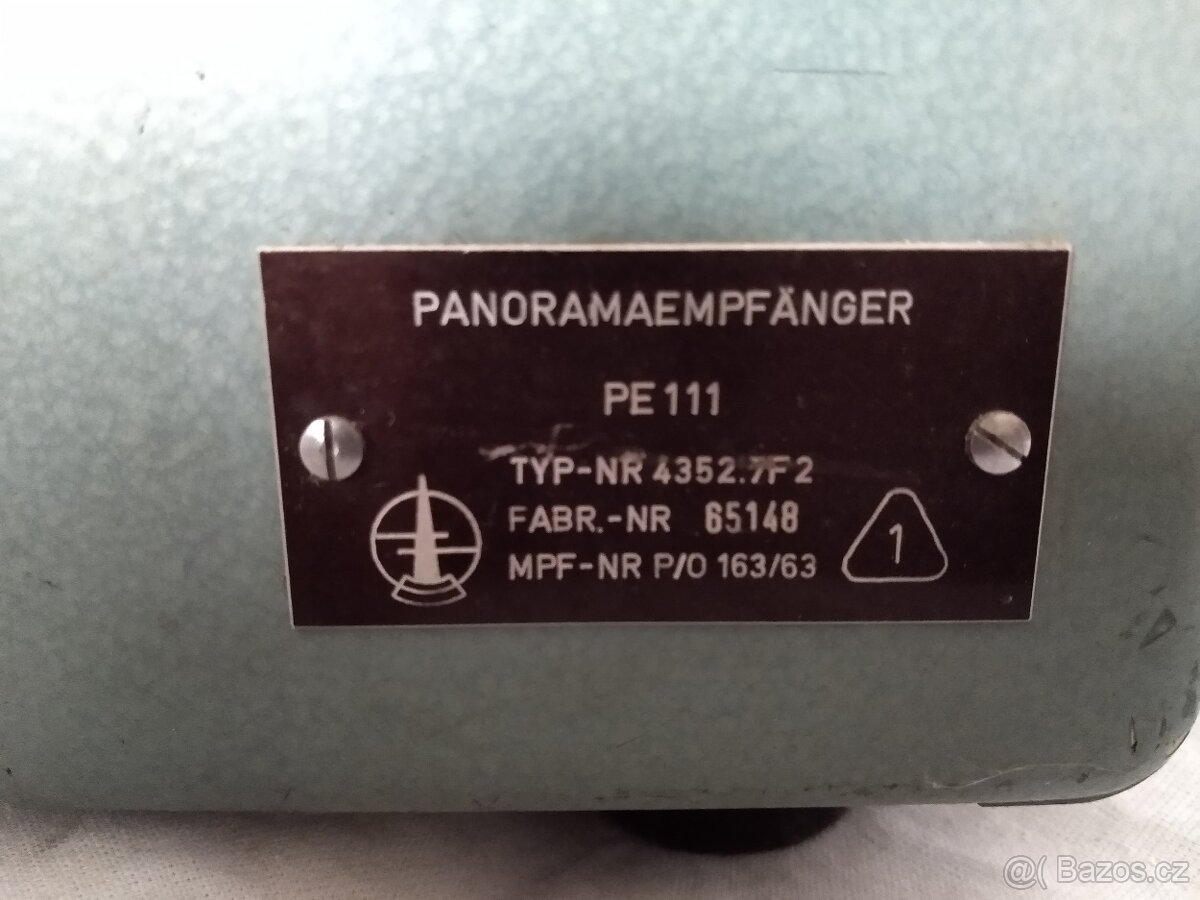 PANORAMAEMPFÄNGER
PE 111
TYP-NR 4352.7F2
FABR.-NR 65148
MPF-NR P/O 163/63
1
@( Bazos.cz